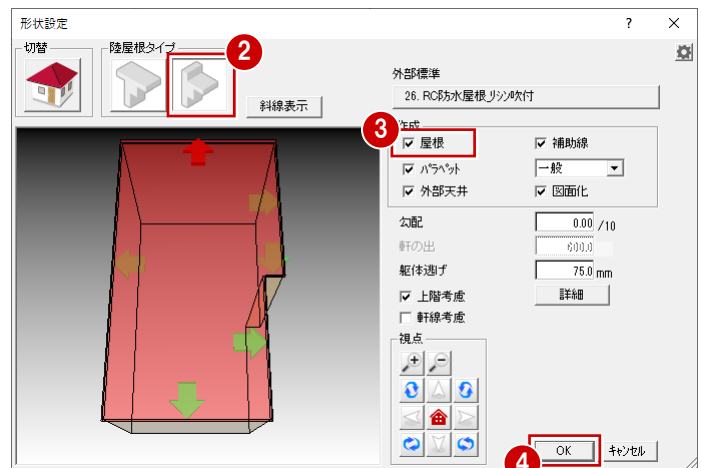 形状設定 ? ×
切替
陸屋根タイプ
2
斜線表示
外部標準
26. RC防水屋根_リシン吹付
作成
3
屋根
補助線
パラペット
一般
外部天井
図面化
勾配 0.00 /10
軒の出 600.0
躯体逃げ 75.0 mm
上階考慮 詳細
軒線考慮
視点
4
OK キャンセル